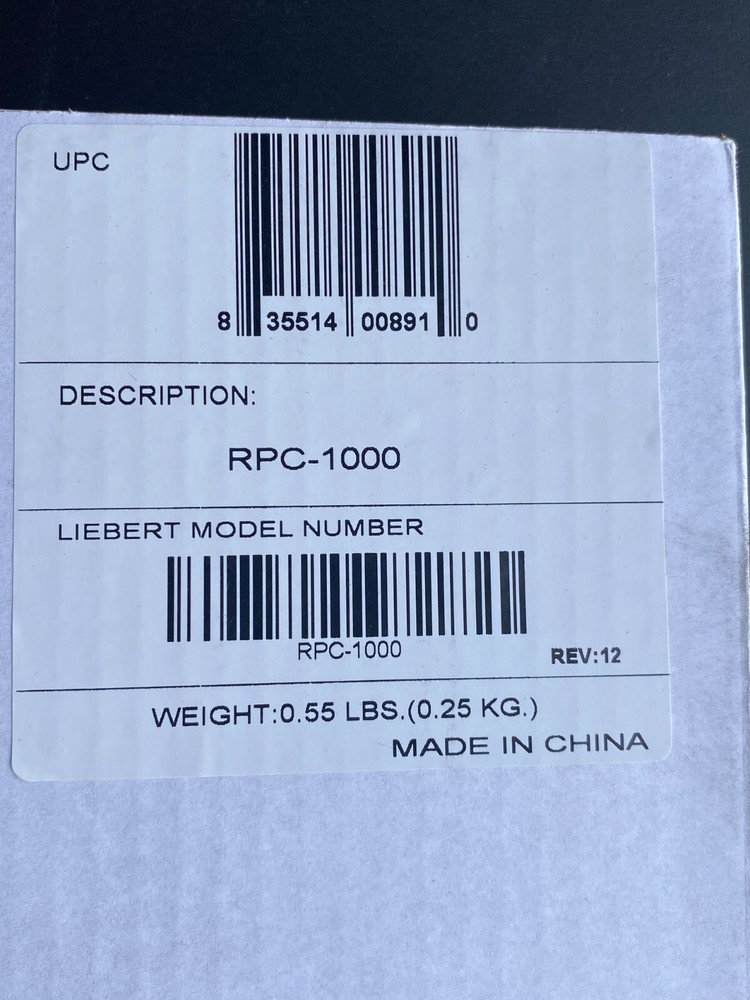 UPC
8 35514 00891 0
DESCRIPTION:
RPC-1000
LIEBERT MODEL NUMBER
RPC-1000
REV:12
WEIGHT:0.55 LBS.(0.25 KG.)
MADE IN CHINA